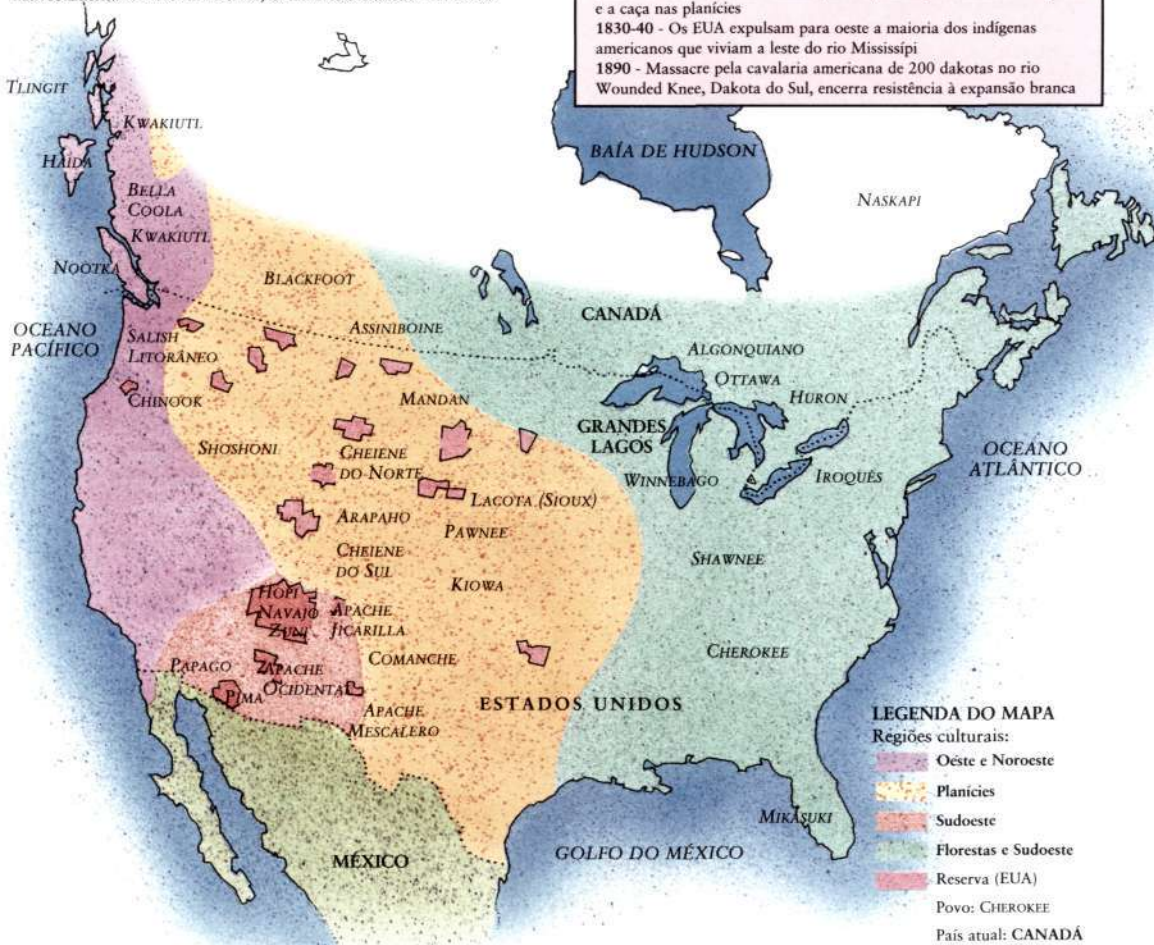 e a caça nas planícies
1830-40 - Os EUA expulsam para oeste a maioria dos indígenas
americanos que viviam a leste do rio Mississípi
1890 - Massacre pela cavalaria americana de 200 dakotas no rio
Wounded Knee, Dakota do Sul, encerra resistência à expansão branca
TLINGIT
KWAKIUTL
HAIDA
BAÍA DE HUDSON
BELLA
COOLA
NASKAPI
KWAKIUTL
NOOTKA
BLACKFOOT
CANADÁ
OCEANO
PACÍFICO
SALISH
LITORÂNEO
ASSINIBOINE
ALGONQUIANO
OTTAWA
CHINOOK
MANDAN
HURON
GRANDES
LAGOS
SHOSHONI
CHEIENE
DO NORTE
OCEANO
ATLÂNTICO
WINNEBAGO
IROQUÊS
LACOTA (SIOUX)
ARAPAHO
PAWNEE
CHEIENE
DO SUL
SHAWNEE
KIOWA
HOPI
NAVAJO
ZUNI
APACHE
JICARILLA
CHEROKEE
PAPAGO
COMANCHE
APACHE
OCIDENTAL
PIMA
ESTADOS UNIDOS
APACHE
MESCALERO
LEGENDA DO MAPA
Regiões culturais:
Oeste e Noroeste
Planícies
Sudoeste
Florestas e Sudoeste
Reserva (EUA)
Povo: CHEROKEE
País atual: CANADÁ
MIKASUKI
MÉXICO
GOLFO DO MÉXICO